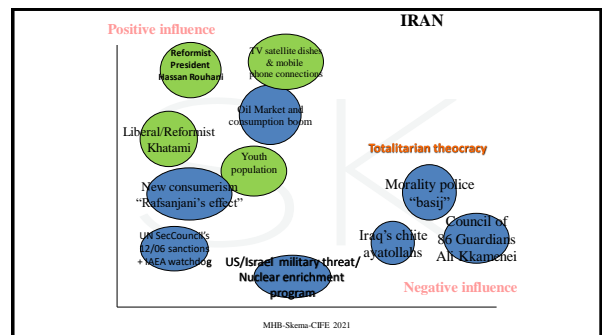 IRAN
Positive influence
Reformist
President
Hassan Rouhani
TV satellite dishes
& mobile
phone connections
Oil Market and
consumption boom
Liberal/Reformist
Khatami
Youth
population
New consumerism
“Rafsanjani’s effect”
UN SecCouncil’s
12/06 sanctions
+ IAEA watchdog
US/Israel military threat/
Nuclear enrichment
program
Totalitarian theocracy
Morality police
“basij”
Iraq’s chiite
ayatollahs
Council of
86 Guardians
Ali Kkamenei
Negative influence
MHB-Skema-CIFE 2021
SK